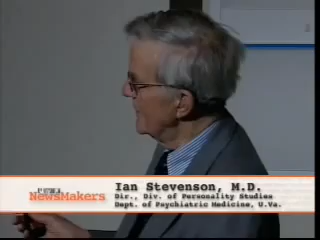 NewsMakers
Ian Stevenson, M.D.
Dir., Div. of Personality Studies
Dept. of Psychiatric Medicine, U.Va.